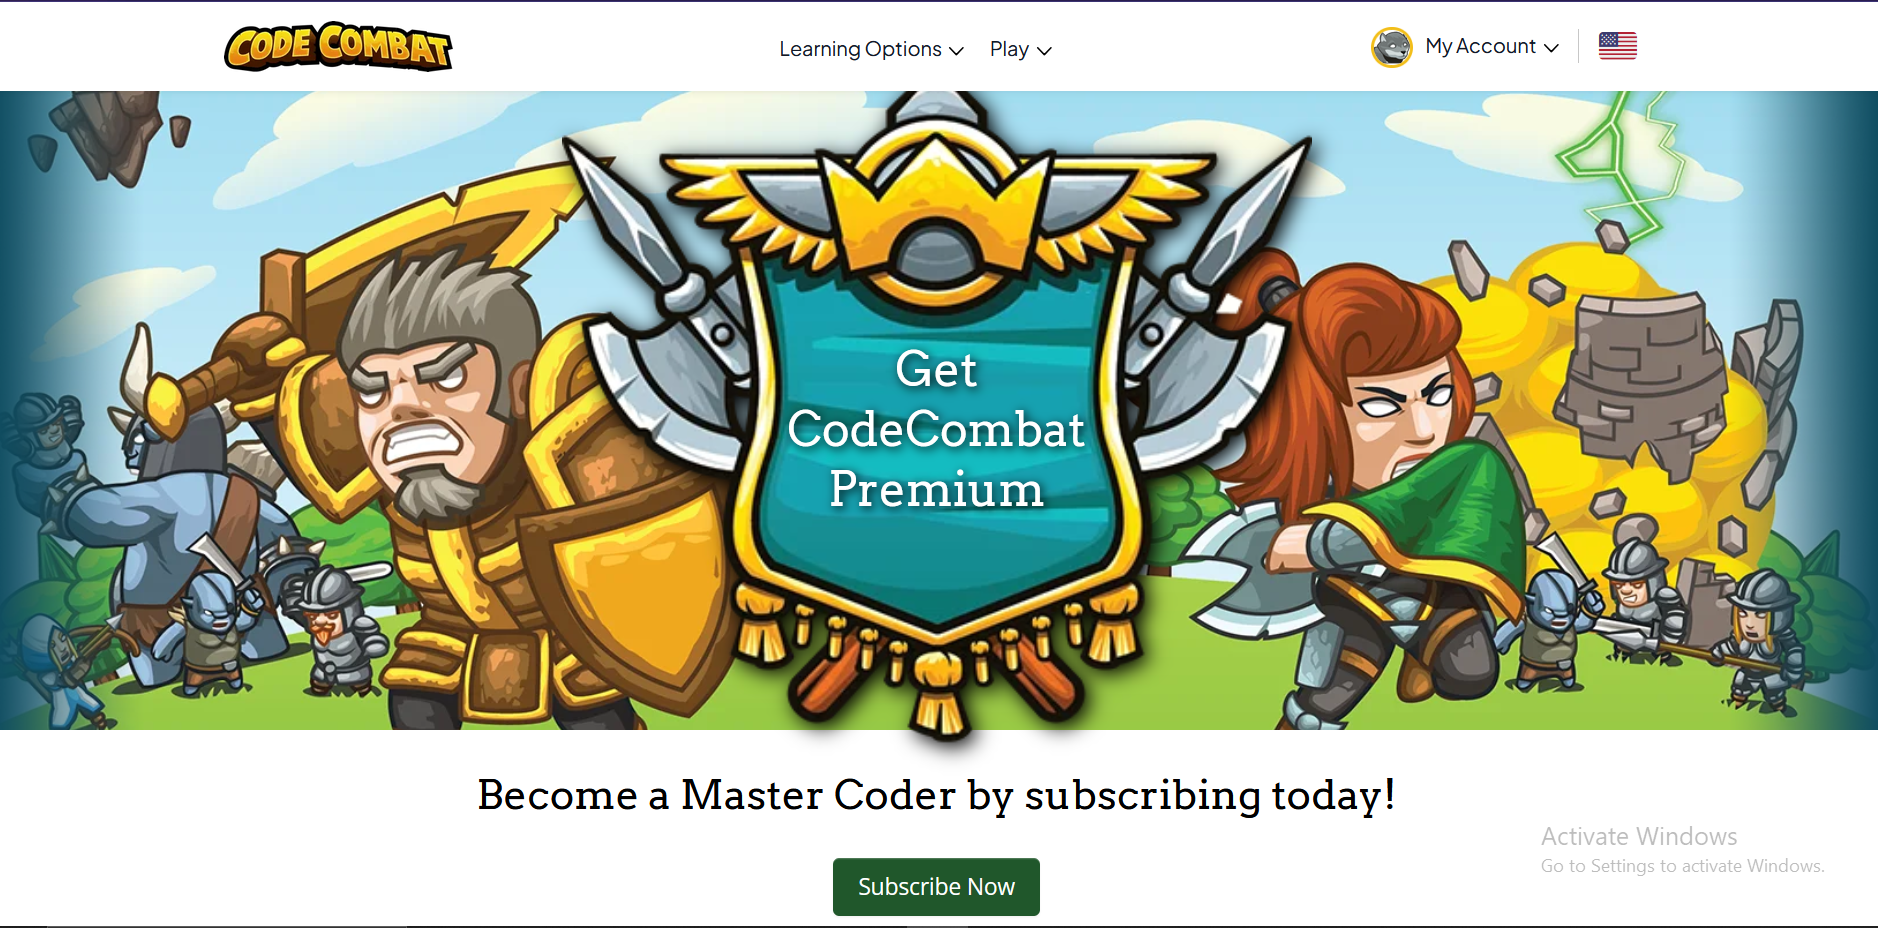 CODE COMBAT
Learning Options
Play
My Account
Get
CodeCombat
Premium
Become a Master Coder by subscribing today!
Subscribe Now
Activate Windows
Go to Settings to activate Windows.